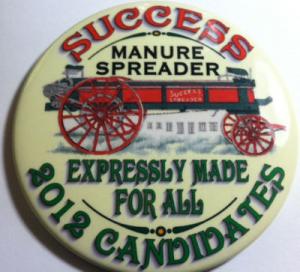 SUCCESS
MANURE
SPREADER
SUCCESS
SPREADER
EXPRESSLY MADE
FOR ALL
2012 CANDIDATES